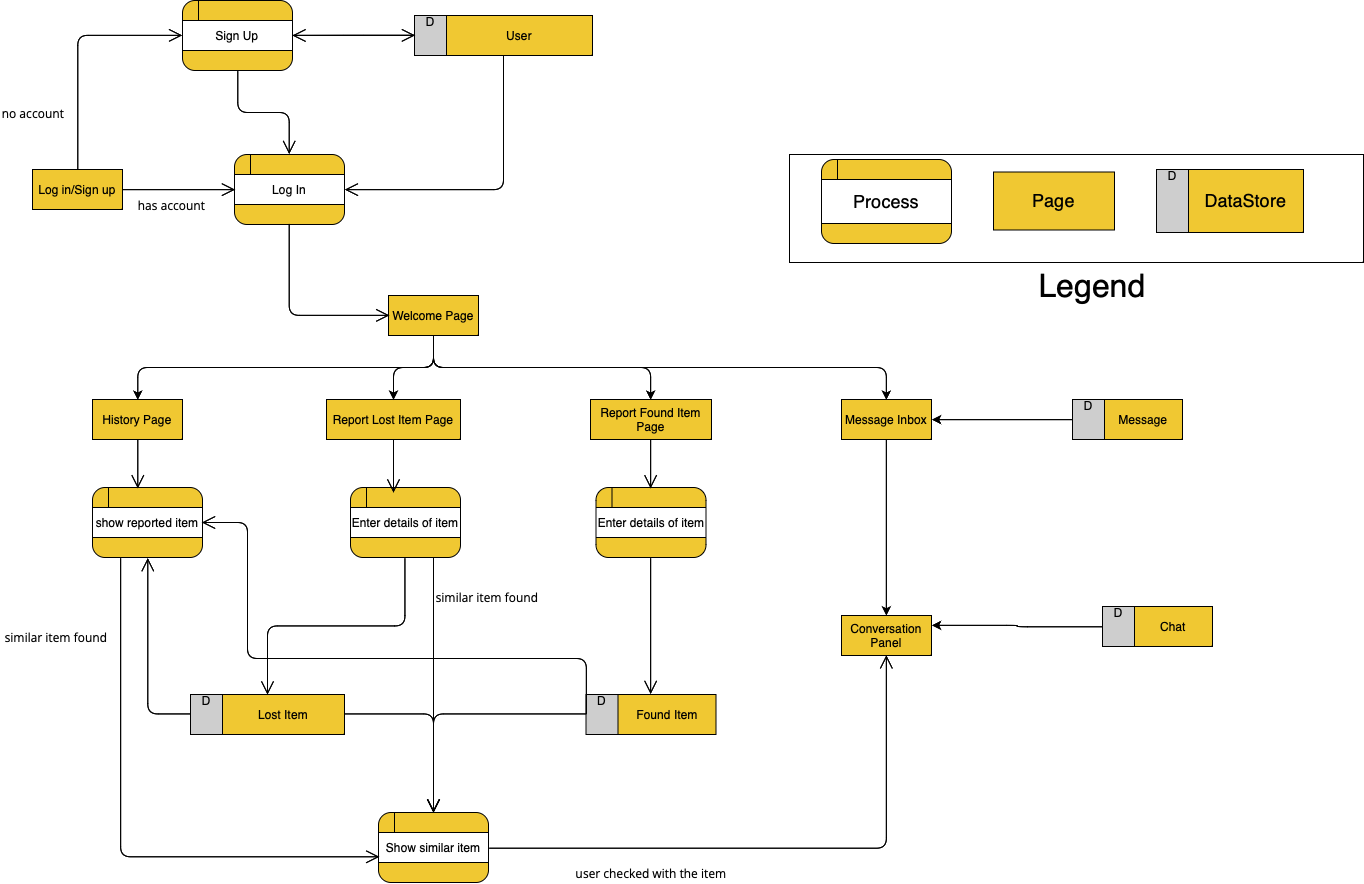 D
Sign Up
User
no account
Log in/Sign up
Log In
has account
D
Process
Page
DataStore
Legend
Welcome Page
History Page
Report Lost Item Page
Report Found Item
Page
Message Inbox
D
Message
show reported item
Enter details of item
Enter details of item
similar item found
similar item found
Conversation
Panel
D
Chat
D
Lost Item
D
Found Item
Show similar item
user checked with the item